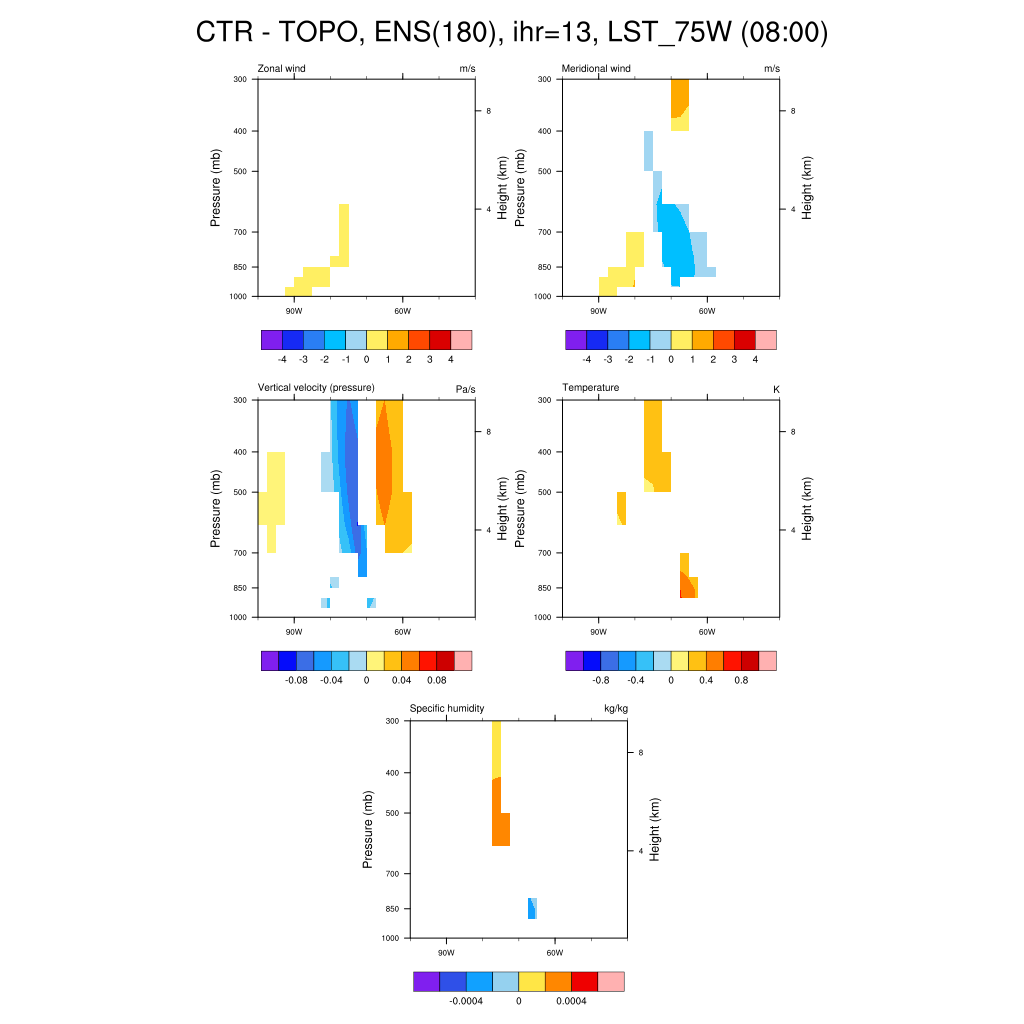 CTR - TOPO, ENS(180), ihr=13, LST_75W (08:00)
Zonal wind m/s
Pressure (mb)
300
400
500
700
850
1000
8
4
Height (km)
90W 60W
-4 -3 -2 -1 0 1 2 3 4
Meridional wind m/s
Pressure (mb)
300
400
500
700
850
1000
8
4
Height (km)
90W 60W
-4 -3 -2 -1 0 1 2 3 4
Vertical velocity (pressure) Pa/s
Pressure (mb)
300
400
500
700
850
1000
8
4
Height (km)
90W 60W
-0.08 -0.04 0 0.04 0.08
Temperature K
Pressure (mb)
300
400
500
700
850
1000
8
4
Height (km)
90W 60W
-0.8 -0.4 0 0.4 0.8
Specific humidity kg/kg
Pressure (mb)
300
400
500
700
850
1000
8
4
Height (km)
90W 60W
-0.0004 0 0.0004